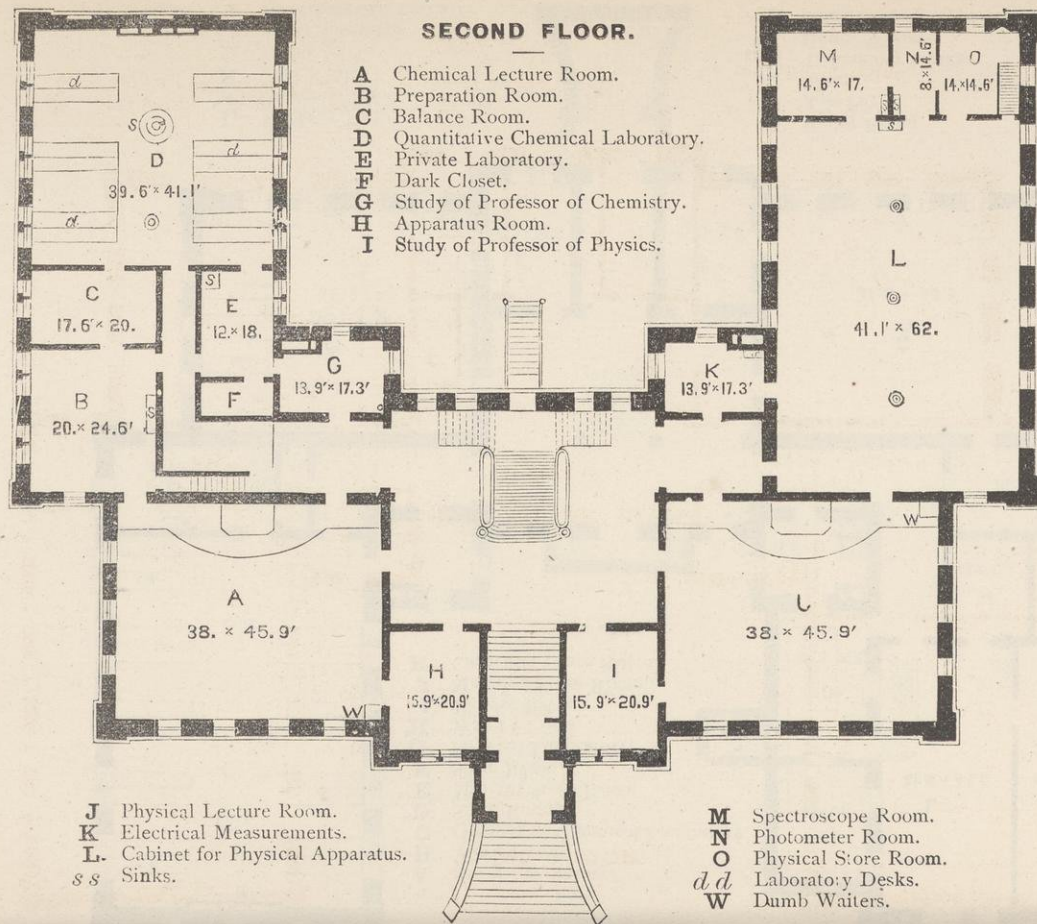 SECOND FLOOR.
A Chemical Lecture Room.
B Preparation Room.
C Balance Room.
D Quantitative Chemical Laboratory.
E Private Laboratory.
F Dark Closet.
G Study of Professor of Chemistry.
H Apparatus Room.
I Study of Professor of Physics.
d
s
D
d
39.6' × 41.1'
d
C
17.6' × 20.
s
E
12. × 18.
B
20. × 24.6'
s
F
G
13.9' × 17.3'
K
13.9' × 17.3'
M
14.6' × 17.
N
8. × 14.6'
O
14. × 14.6'
s
L
41.1' × 62.
W
A
38. × 45.9'
W
H
15.9' × 20.9'
I
15.9' × 20.9'
J
38. × 45.9'
J Physical Lecture Room.
K Electrical Measurements.
L. Cabinet for Physical Apparatus.
s s Sinks.
M Spectroscope Room.
N Photometer Room.
O Physical Store Room.
d d Laboratory Desks.
W Dumb Waiters.